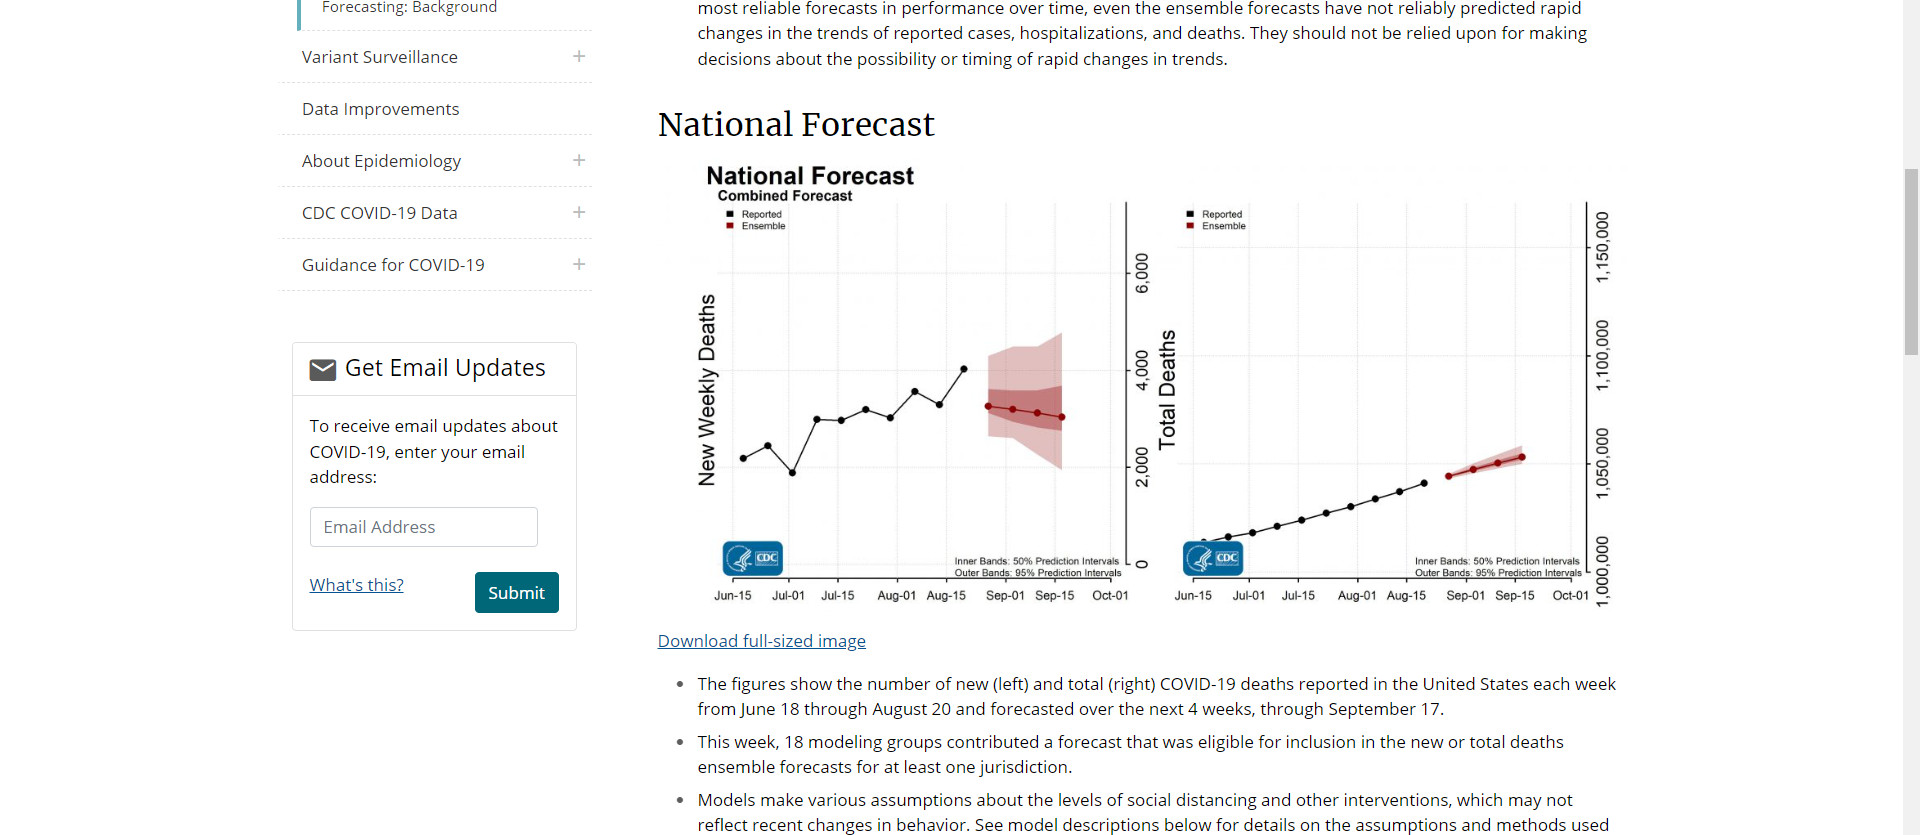 Forecasting: Background
Variant Surveillance
Data Improvements
About Epidemiology
CDC COVID-19 Data
Guidance for COVID-19
Get Email Updates
To receive email updates about
COVID-19, enter your email
address:
Email Address
What's this?
Submit
most reliable forecasts in performance over time, even the ensemble forecasts have not reliably predicted rapid
changes in the trends of reported cases, hospitalizations, and deaths. They should not be relied upon for making
decisions about the possibility or timing of rapid changes in trends.
National Forecast
National Forecast
Combined Forecast
Reported
Ensemble
New Weekly Deaths
6,000
4,000
2,000
0
CDC
Inner Bands: 50% Prediction Intervals
Outer Bands: 95% Prediction Intervals
Jun-15 Jul-01 Jul-15 Aug-01 Aug-15 Sep-01 Sep-15 Oct-01
Reported
Ensemble
Total Deaths
1,150,000
1,100,000
1,050,000
1,000,000
CDC
Inner Bands: 50% Prediction Intervals
Outer Bands: 95% Prediction Intervals
Jun-15 Jul-01 Jul-15 Aug-01 Aug-15 Sep-01 Sep-15 Oct-01
Download full-sized image
The figures show the number of new (left) and total (right) COVID-19 deaths reported in the United States each week
from June 18 through August 20 and forecasted over the next 4 weeks, through September 17.
This week, 18 modeling groups contributed a forecast that was eligible for inclusion in the new or total deaths
ensemble forecasts for at least one jurisdiction.
Models make various assumptions about the levels of social distancing and other interventions, which may not
reflect recent changes in behavior. See model descriptions below for details on the assumptions and methods used